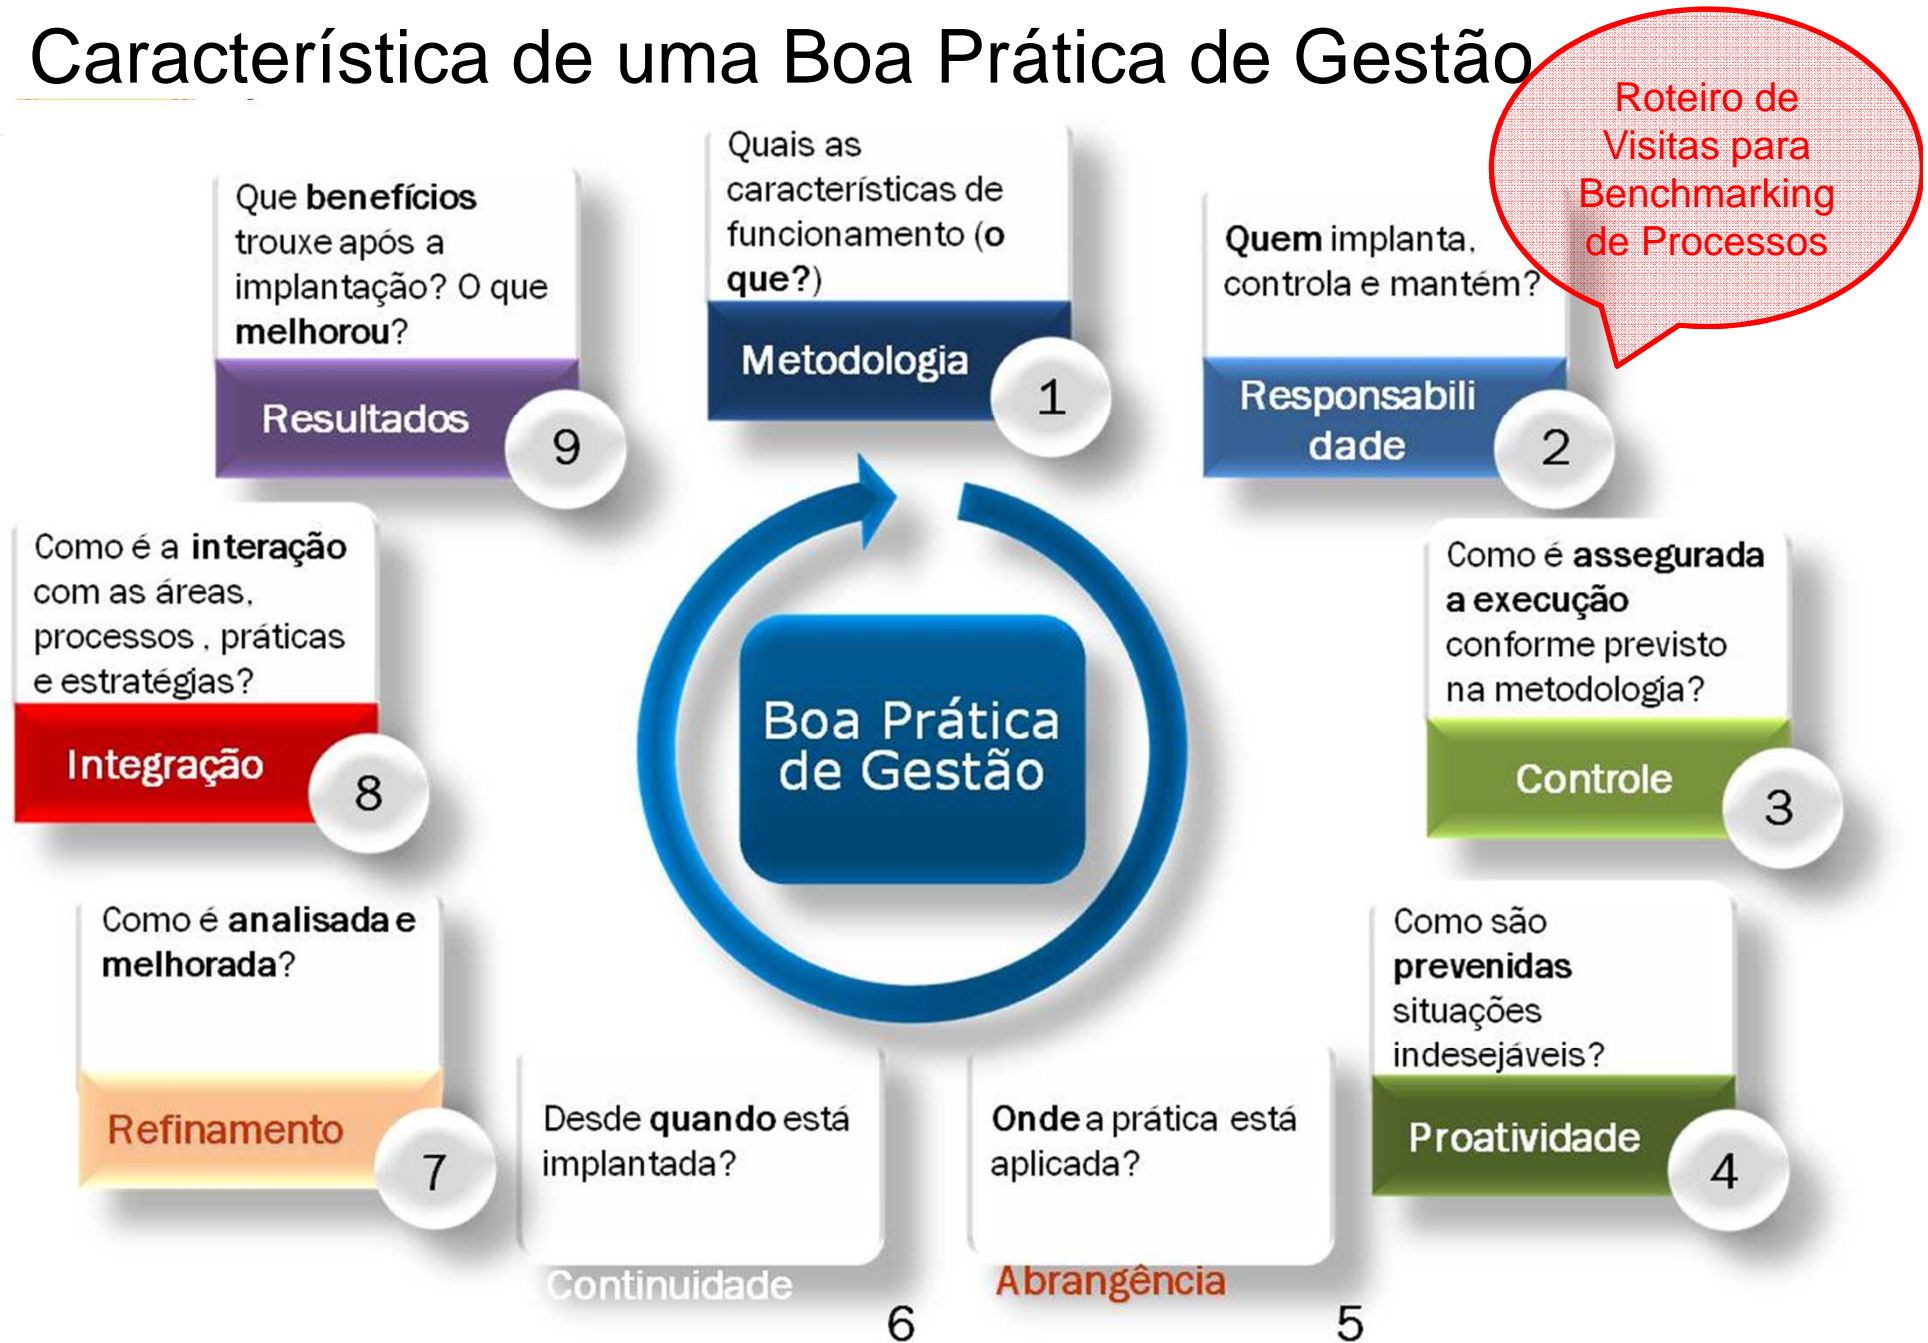 Característica de uma Boa Prática de Gestão
Roteiro de
Visitas para
Benchmarking
de Processos
Quais as
características de
funcionamento (o
que?)
Metodologia
1
Quem implanta,
controla e mantém?
Responsabili
dade
2
Como é assegurada
a execução
conforme previsto
na metodologia?
Controle
3
Como são
prevenidas
situações
indesejáveis?
Proatividade
4
Onde a prática está
aplicada?
Abrangência
5
Desde quando está
implantada?
Continuidade
6
Como é analisada e
melhorada?
Refinamento
7
Como é a interação
com as áreas,
processos , práticas
e estratégias?
Integração
8
Que benefícios
trouxe após a
implantação? O que
melhorou?
Resultados
9
Boa Prática
de Gestão